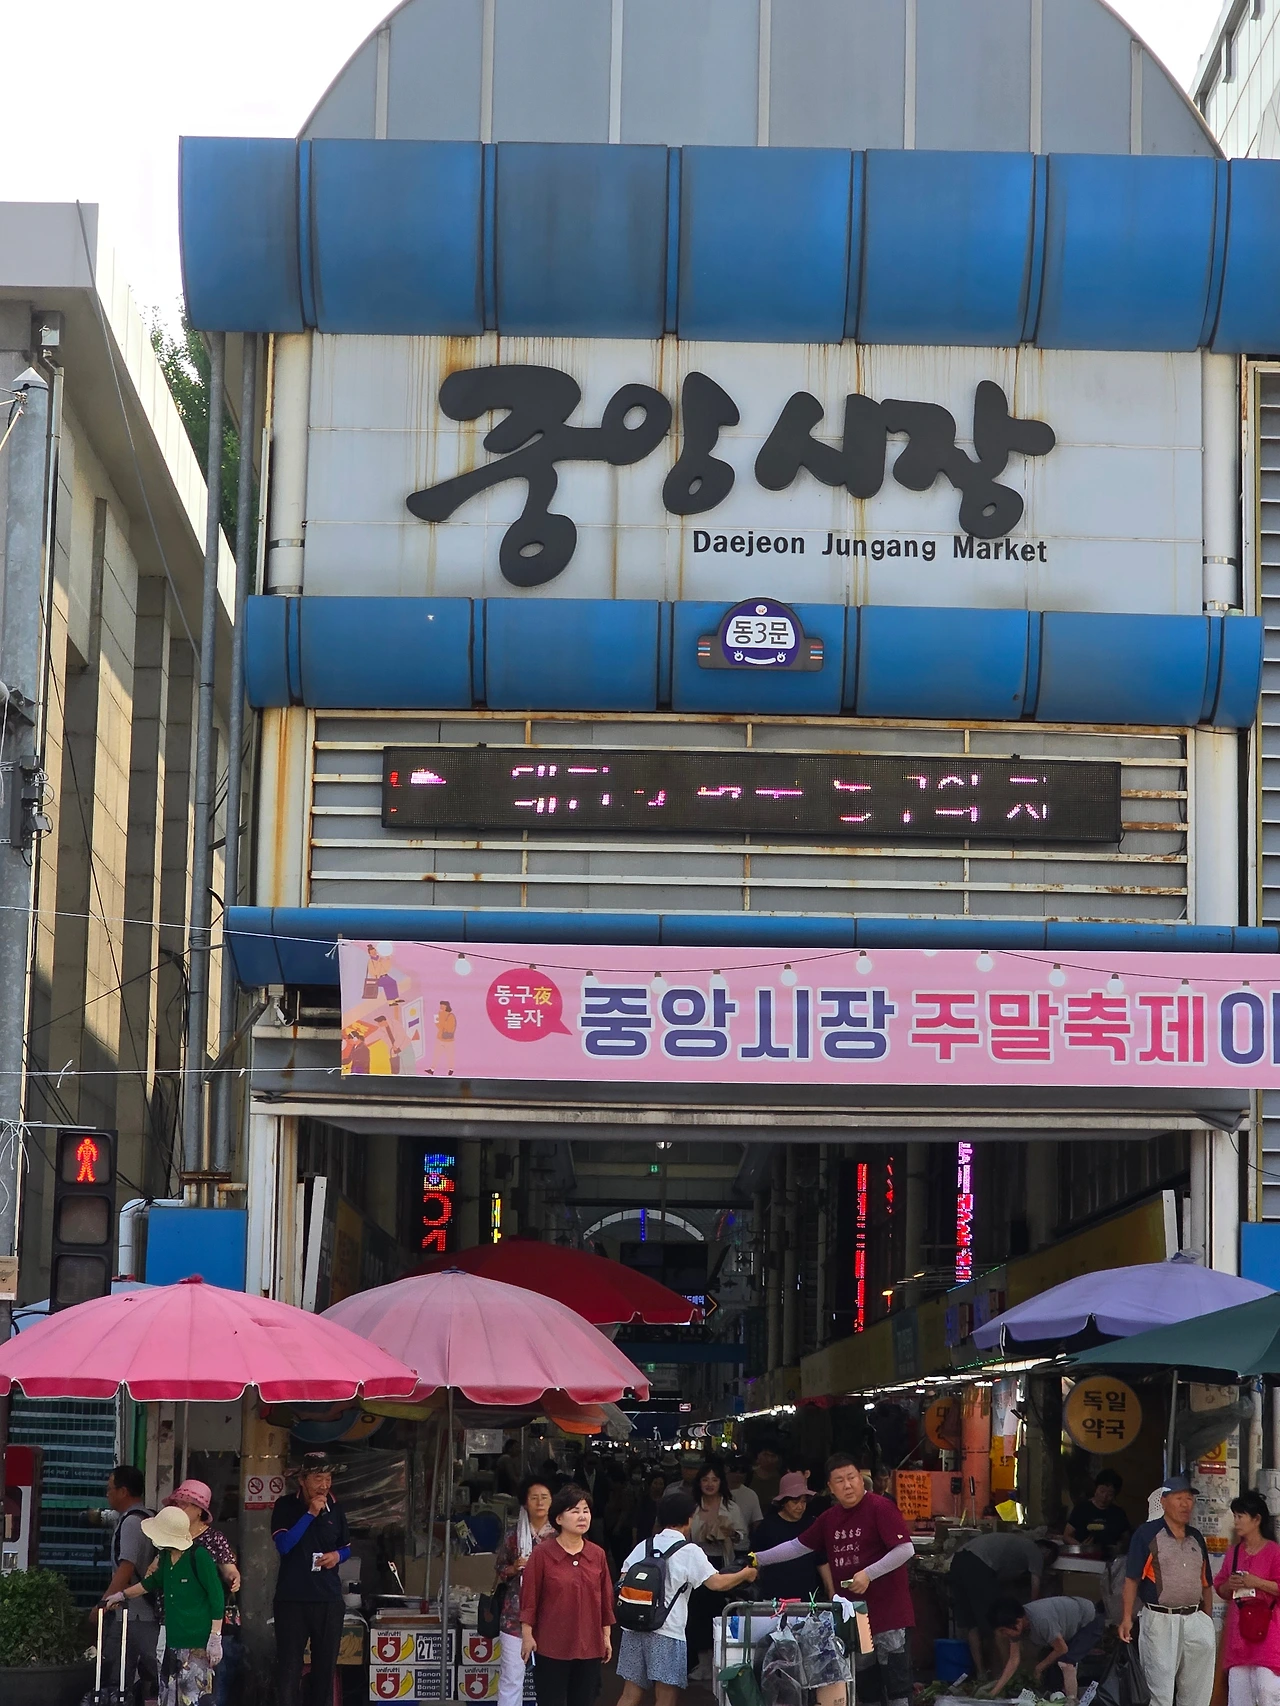 중앙시장
Daejeon Jungang Market
동3문
동구夜
놀자
중앙시장 주말축제
독일
약국
unifrutti